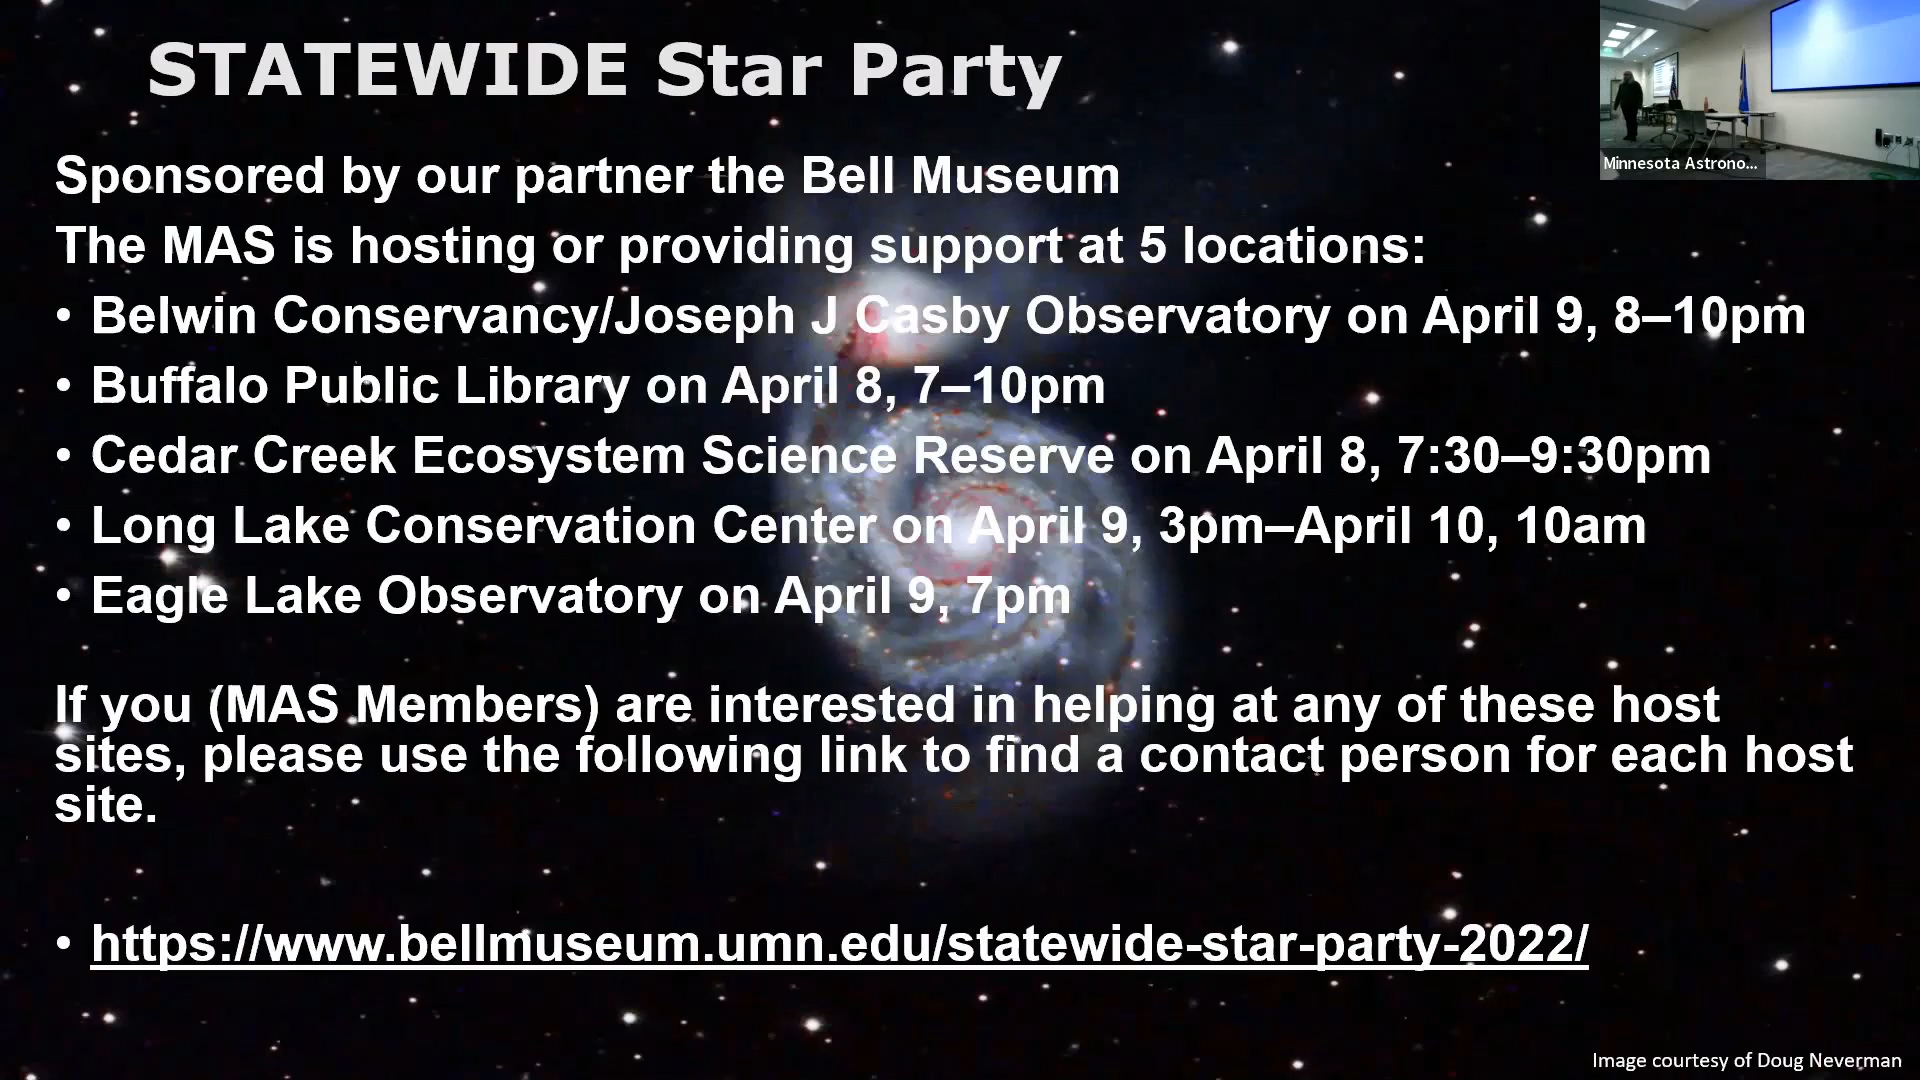 STATEWIDE Star Party
Minnesota Astrono...
Sponsored by our partner the Bell Museum
The MAS is hosting or providing support at 5 locations:
• Belwin Conservancy/Joseph J Casby Observatory on April 9, 8–10pm
• Buffalo Public Library on April 8, 7–10pm
• Cedar Creek Ecosystem Science Reserve on April 8, 7:30–9:30pm
• Long Lake Conservation Center on April 9, 3pm–April 10, 10am
• Eagle Lake Observatory on April 9, 7pm
If you (MAS Members) are interested in helping at any of these host
sites, please use the following link to find a contact person for each host
site.
• https://www.bellmuseum.umn.edu/statewide-star-party-2022/
Image courtesy of Doug Neverman